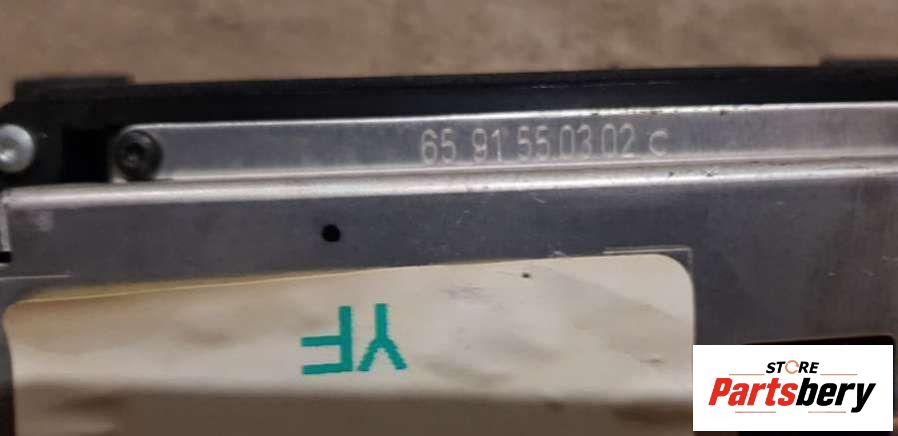 65 91 55 03 02 C
YF
STORE
Partsbery